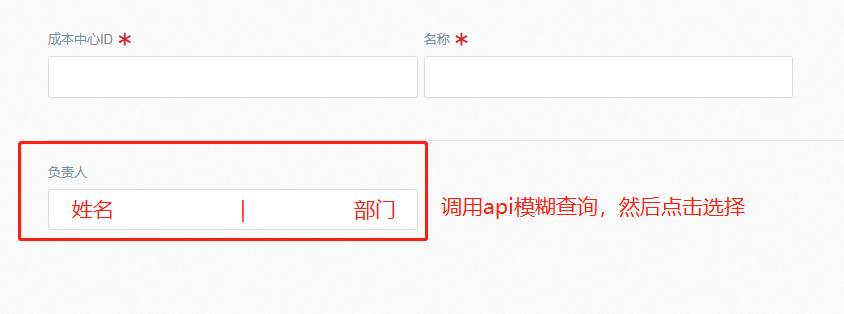 成本中心ID * 名称 *
负责人
姓名 | 部门 调用api模糊查询，然后点击选择